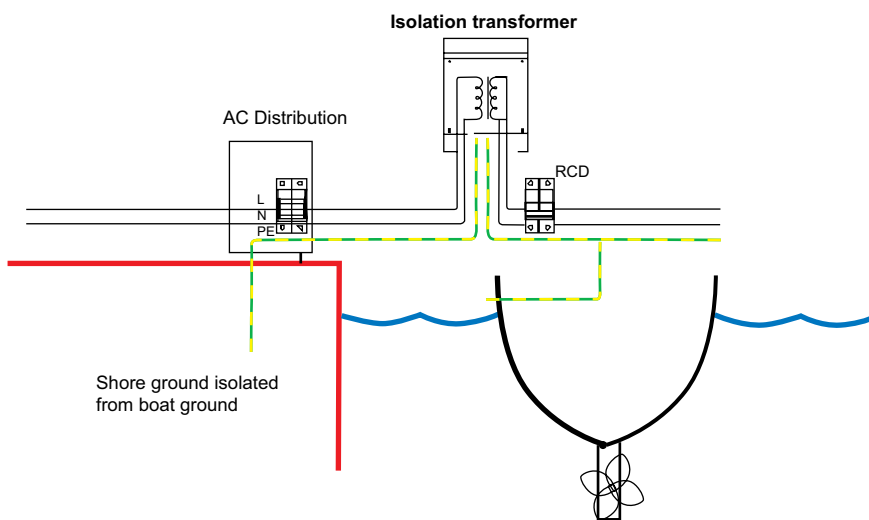 Isolation transformer
AC Distribution
RCD
L
N
PE
Shore ground isolated
from boat ground